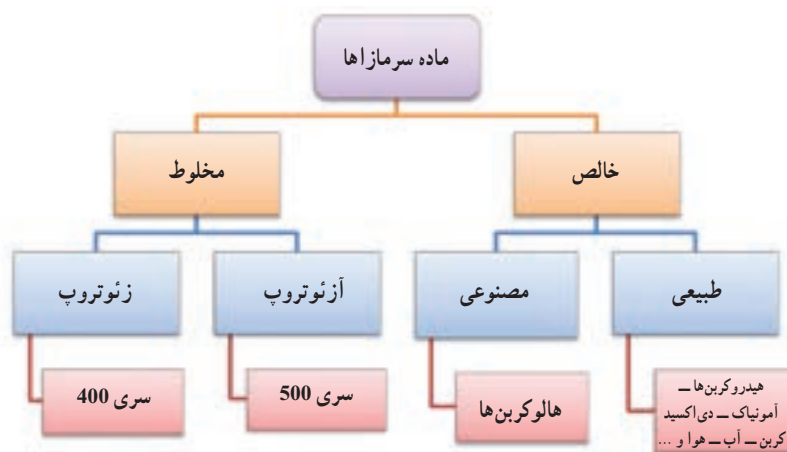 ماده سرمازاها
خالص
مخلوط
طبیعی
مصنوعی
آزئوتروپ
زئوتروپ
هیدروکربن‌ها ــ
آمونیاک ــ دی‌اکسید
کربن ــ آب ــ هوا و ...
هالوکربن‌ها
سری 500
سری 400